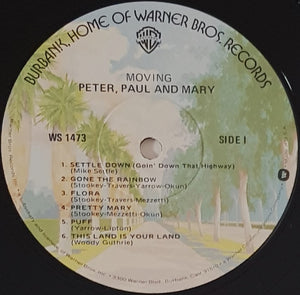 BURBANK, HOME OF WARNER BROS. RECORDS
MOVING
PETER, PAUL AND MARY
WS 1473
SIDE I
1. SETTLE DOWN (Goin' Down That Highway)
(Mike Settle)
2. GONE THE RAINBOW
(Stookey-Travers-Yarrow-Okun)
3. FLORA
(Stookey-Travers-Mezzetti)
4. PRETTY MARY
(Stookey-Mezzetti-Okun)
5. PUFF
(Yarrow-Lipton)
6. THIS LAND IS YOUR LAND
(Woody Guthrie)